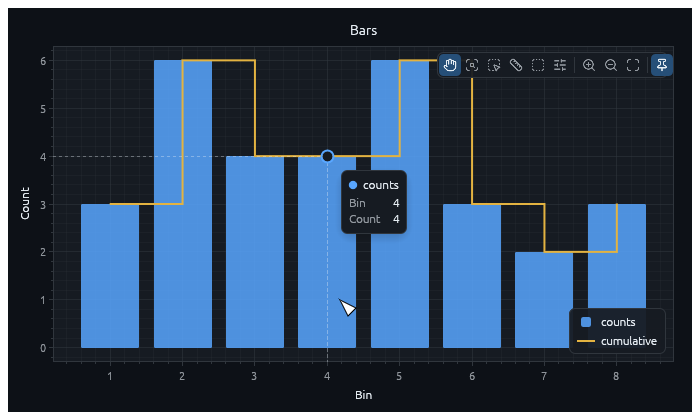 Bars
6
5
4
3
2
1
0
Count
counts
Bin 4
Count 4
counts
cumulative
1 2 3 4 5 6 7 8
Bin